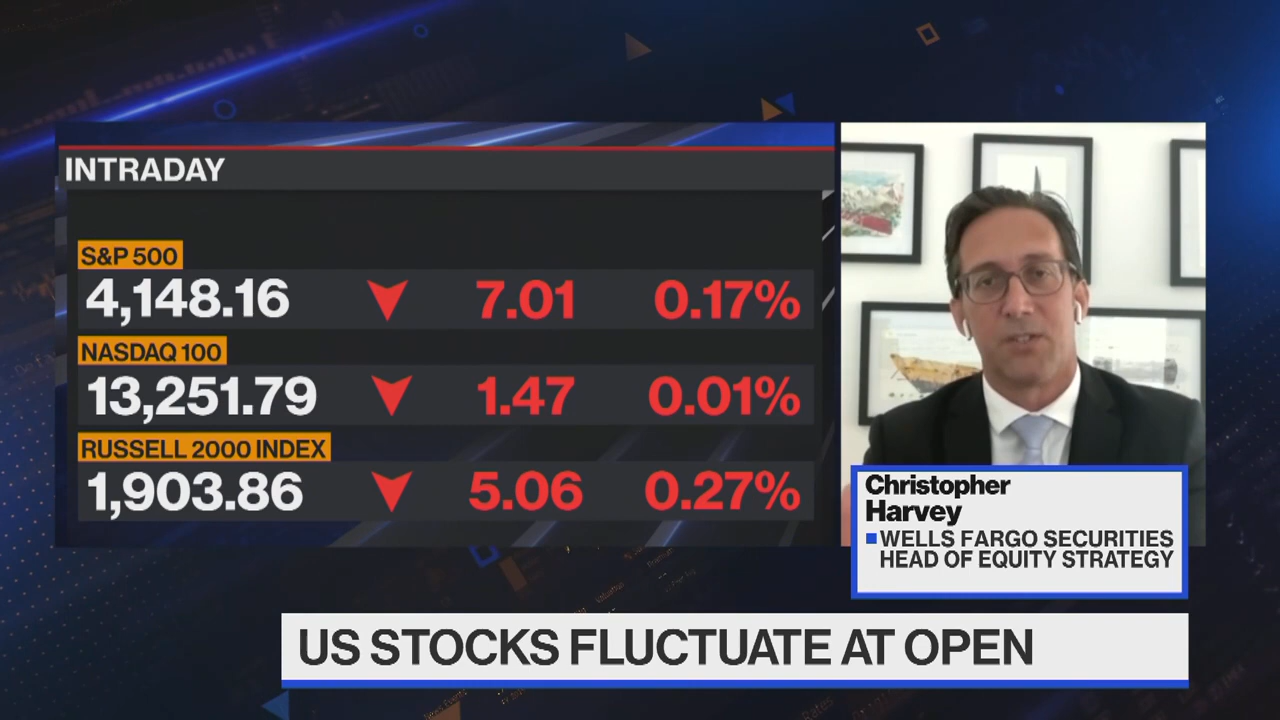 INTRADAY
S&P 500
4,148.16 7.01 0.17%
NASDAQ 100
13,251.79 1.47 0.01%
RUSSELL 2000 INDEX
1,903.86 5.06 0.27%
Christopher
Harvey
WELLS FARGO SECURITIES
HEAD OF EQUITY STRATEGY
US STOCKS FLUCTUATE AT OPEN